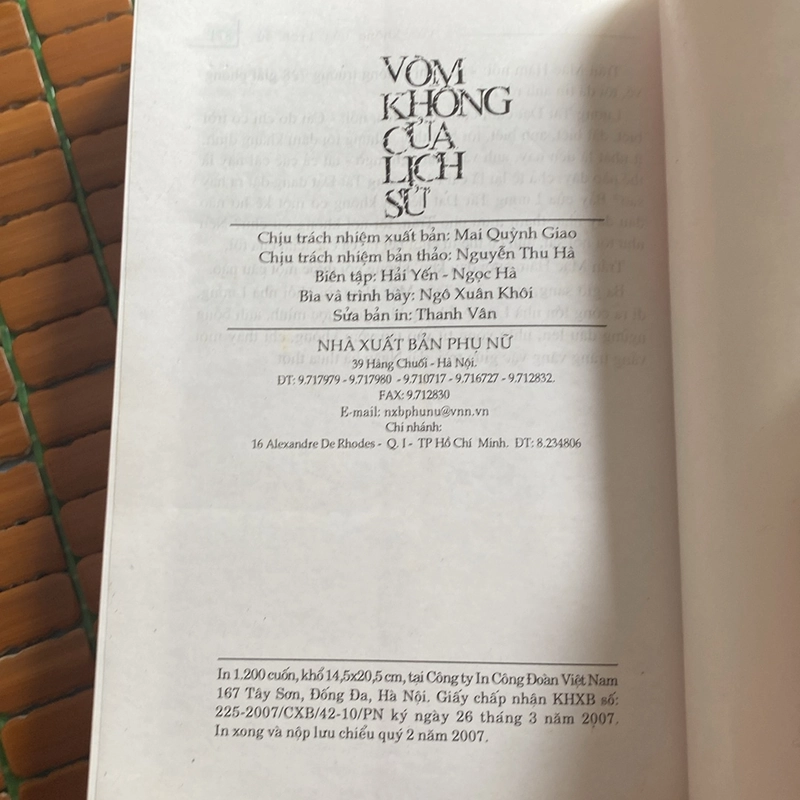 VÒM
KHÔNG
CỦA
LỊCH
SỬ
Chịu trách nhiệm xuất bản: Mai Quỳnh Giao
Chịu trách nhiệm bản thảo: Nguyễn Thu Hà
Biên tập: Hải Yến - Ngọc Hà
Bìa và trình bày: Ngô Xuân Khôi
Sửa bản in: Thanh Vân
NHÀ XUẤT BẢN PHỤ NỮ
39 Hàng Chuối - Hà Nội.
ĐT: 9.717979 - 9.717980 - 9.710717 - 9.716727 - 9.712832.
FAX: 9.712830
E-mail: nxbphunu@vnn.vn
Chi nhánh:
16 Alexandre De Rhodes - Q. I - TP Hồ Chí Minh. ĐT: 8.234806
In 1.200 cuốn, khổ 14,5x20,5 cm, tại Công ty In Công Đoàn Việt Nam
167 Tây Sơn, Đống Đa, Hà Nội. Giấy chấp nhận KHXB số:
225-2007/CXB/42-10/PN ký ngày 26 tháng 3 năm 2007.
In xong và nộp lưu chiểu quý 2 năm 2007.